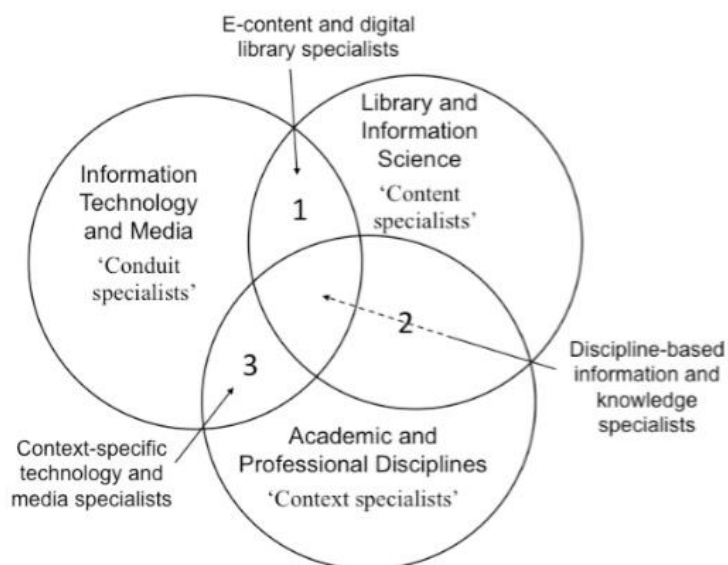 E-content and digital
library specialists
Library and
Information
Science
‘Content
specialists’
Information
Technology
and Media
‘Conduit
specialists’
1
2
3
Discipline-based
information and
knowledge
specialists
Context-specific
technology and
media specialists
Academic and
Professional Disciplines
‘Context specialists’